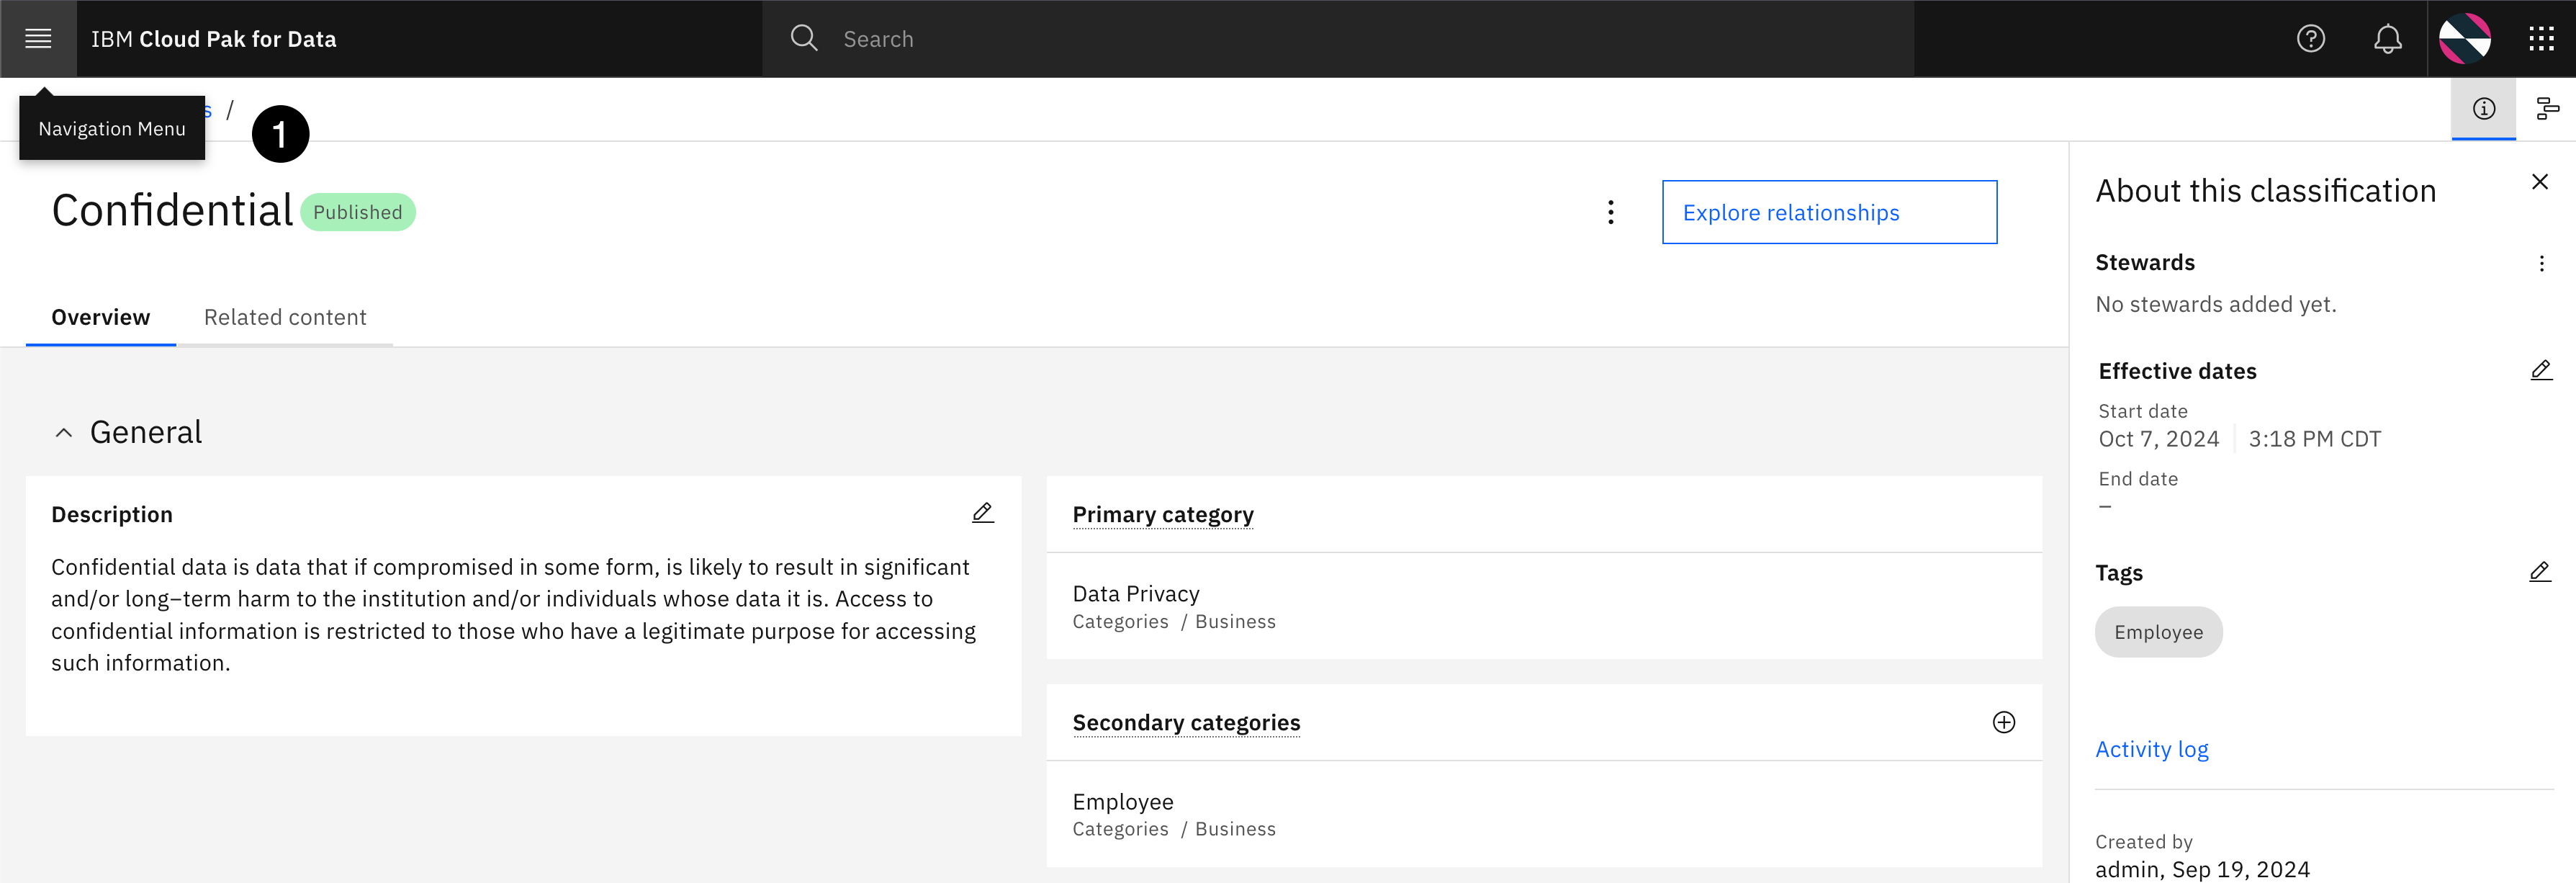 IBM Cloud Pak for Data
Search
Navigation Menu
s /
1
Confidential
Published
Explore relationships
Overview
Related content
General
Description
Confidential data is data that if compromised in some form, is likely to result in significant
and/or long-term harm to the institution and/or individuals whose data it is. Access to
confidential information is restricted to those who have a legitimate purpose for accessing
such information.
Primary category
Data Privacy
Categories / Business
Secondary categories
Employee
Categories / Business
About this classification
Stewards
No stewards added yet.
Effective dates
Start date
Oct 7, 2024 3:18 PM CDT
End date
–
Tags
Employee
Activity log
Created by
admin, Sep 19, 2024